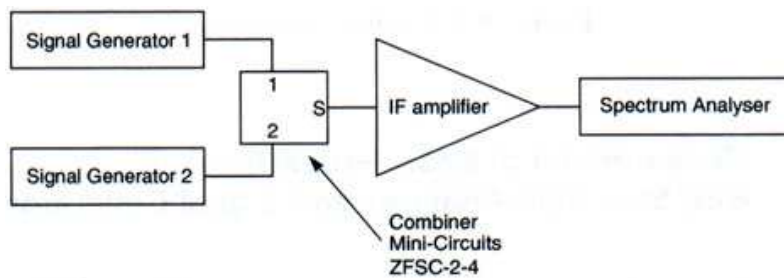 Signal Generator 1
1
S
2
IF amplifier
Spectrum Analyser
Signal Generator 2
Combiner
Mini-Circuits
ZFSC-2-4